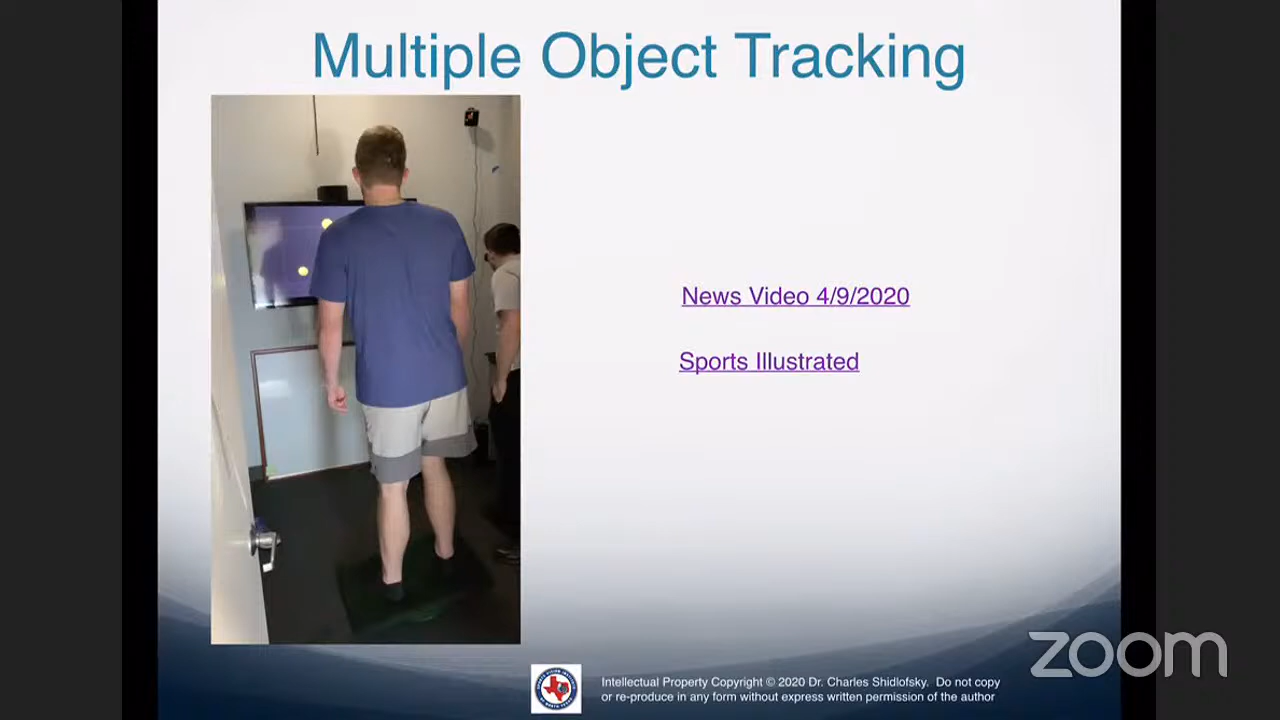 Multiple Object Tracking
News Video 4/9/2020
Sports Illustrated
Intellectual Property Copyright © 2020 Dr. Charles Shidlofsky. Do not copy
or re-produce in any form without express written permission of the author
zoom